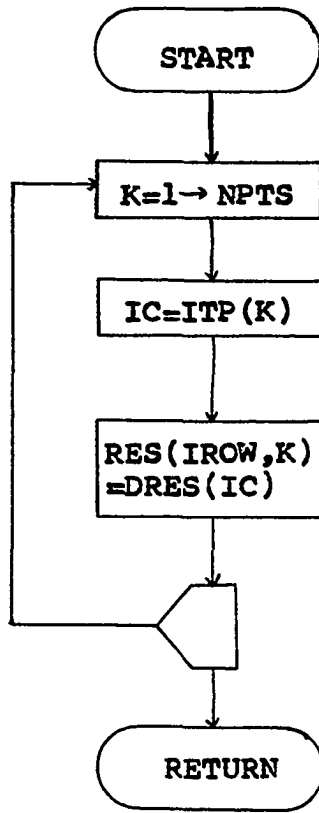 START
K=1→NPTS
IC=ITP(K)
RES(IROW,K)
=DRES(IC)
RETURN